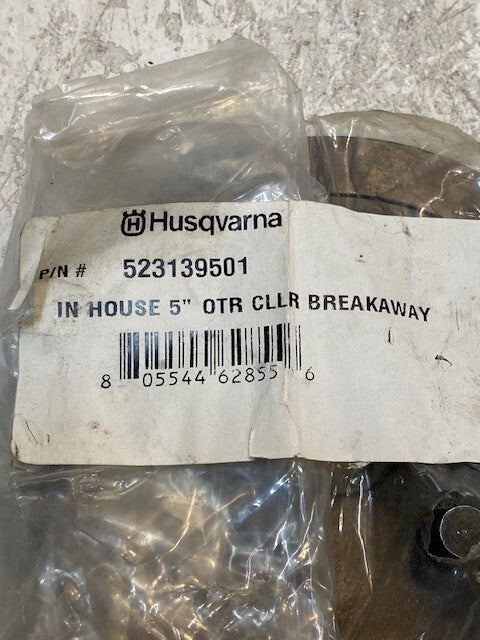 Husqvarna
P/N # 523139501
IN HOUSE 5" OTR CLLR BREAKAWAY
8 05544 62855 6